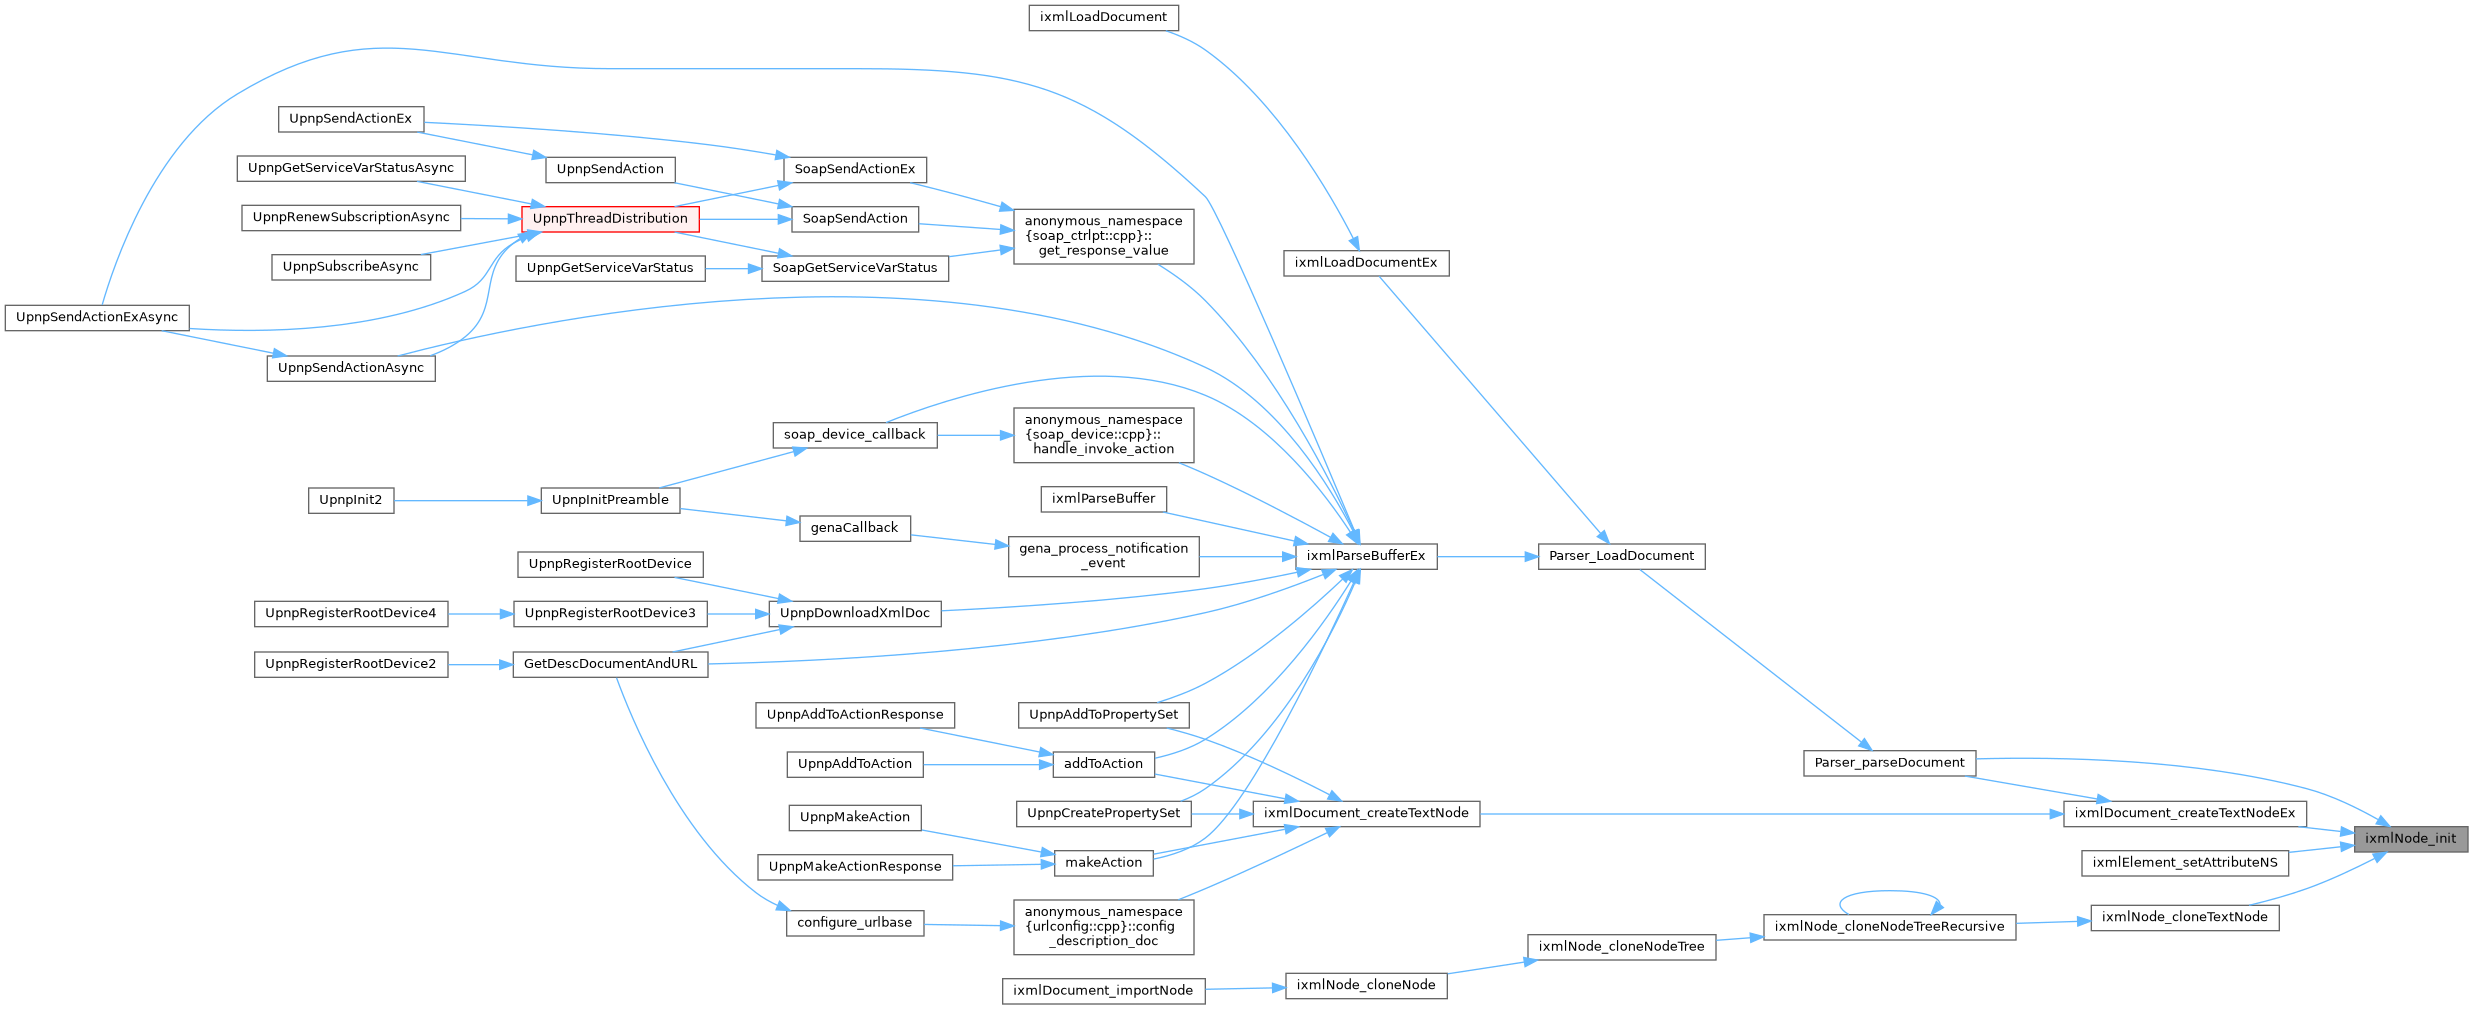 ixmlLoadDocument
UpnpSendActionEx
UpnpGetServiceVarStatusAsync
UpnpSendAction
SoapSendActionEx
UpnpRenewSubscriptionAsync
UpnpThreadDistribution
SoapSendAction
anonymous_namespace
{soap_ctrlpt::cpp}::
get_response_value
UpnpSubscribeAsync
UpnpGetServiceVarStatus
SoapGetServiceVarStatus
ixmlLoadDocumentEx
UpnpSendActionExAsync
UpnpSendActionAsync
soap_device_callback
anonymous_namespace
{soap_device::cpp}::
handle_invoke_action
UpnpInit2
UpnpInitPreamble
ixmlParseBuffer
genaCallback
gena_process_notification
_event
ixmlParseBufferEx
Parser_LoadDocument
UpnpRegisterRootDevice
UpnpRegisterRootDevice4
UpnpRegisterRootDevice3
UpnpDownloadXmlDoc
UpnpRegisterRootDevice2
GetDescDocumentAndURL
UpnpAddToActionResponse
UpnpAddToPropertySet
UpnpAddToAction
addToAction
Parser_parseDocument
UpnpMakeAction
UpnpCreatePropertySet
ixmlDocument_createTextNode
ixmlDocument_createTextNodeEx
ixmlNode_init
UpnpMakeActionResponse
makeAction
ixmlElement_setAttributeNS
configure_urlbase
anonymous_namespace
{urlconfig::cpp}::config
_description_doc
ixmlNode_cloneNodeTreeRecursive
ixmlNode_cloneTextNode
ixmlNode_cloneNodeTree
ixmlDocument_importNode
ixmlNode_cloneNode